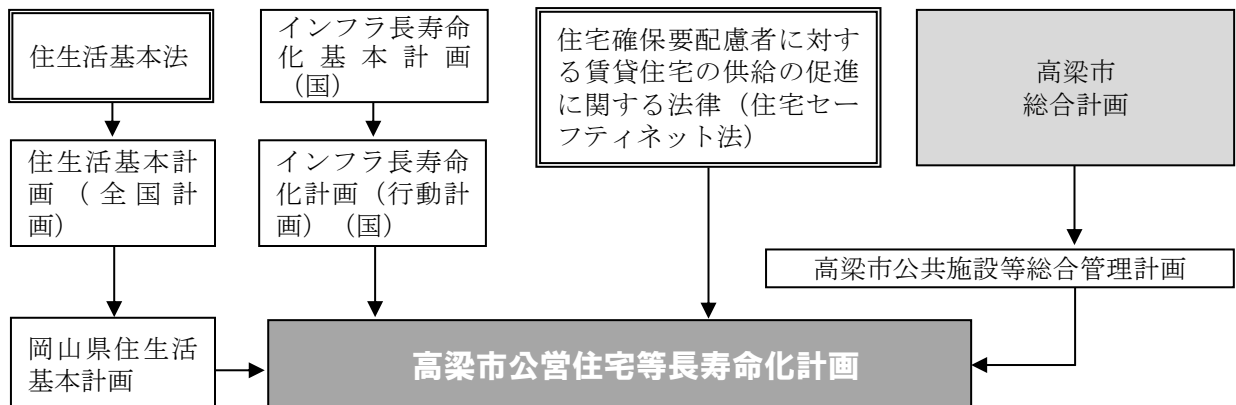 住生活基本法
インフラ長寿命
化基本計画
（国）
住宅確保要配慮者に対す
る賃貸住宅の供給の促進
に関する法律（住宅セー
フティネット法）
高梁市
総合計画
住生活基本計
画（全国計
画）
インフラ長寿命
化計画（行動計
画）（国）
高梁市公共施設等総合管理計画
岡山県住生活
基本計画
高梁市公営住宅等長寿命化計画